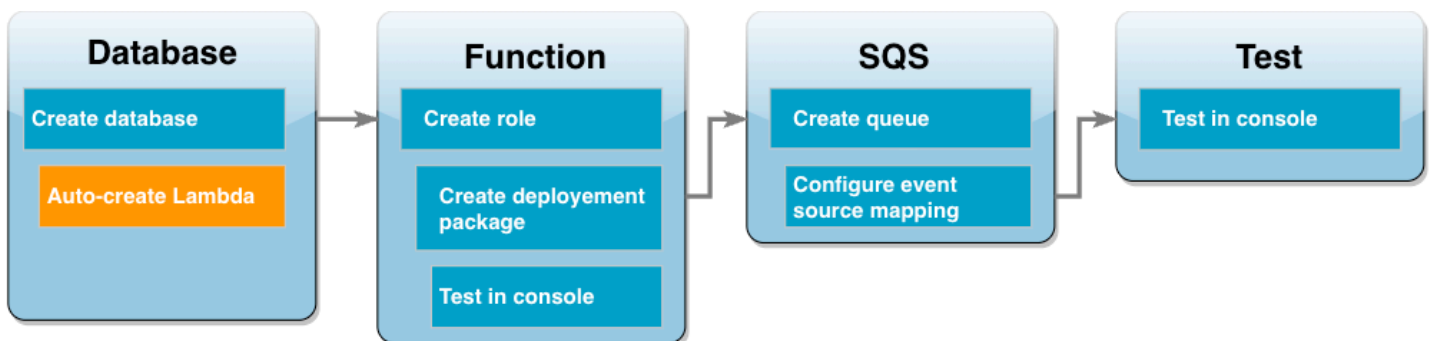 Database
Create database
Auto-create Lambda
Function
Create role
Create deployement
package
Test in console
SQS
Create queue
Configure event
source mapping
Test
Test in console